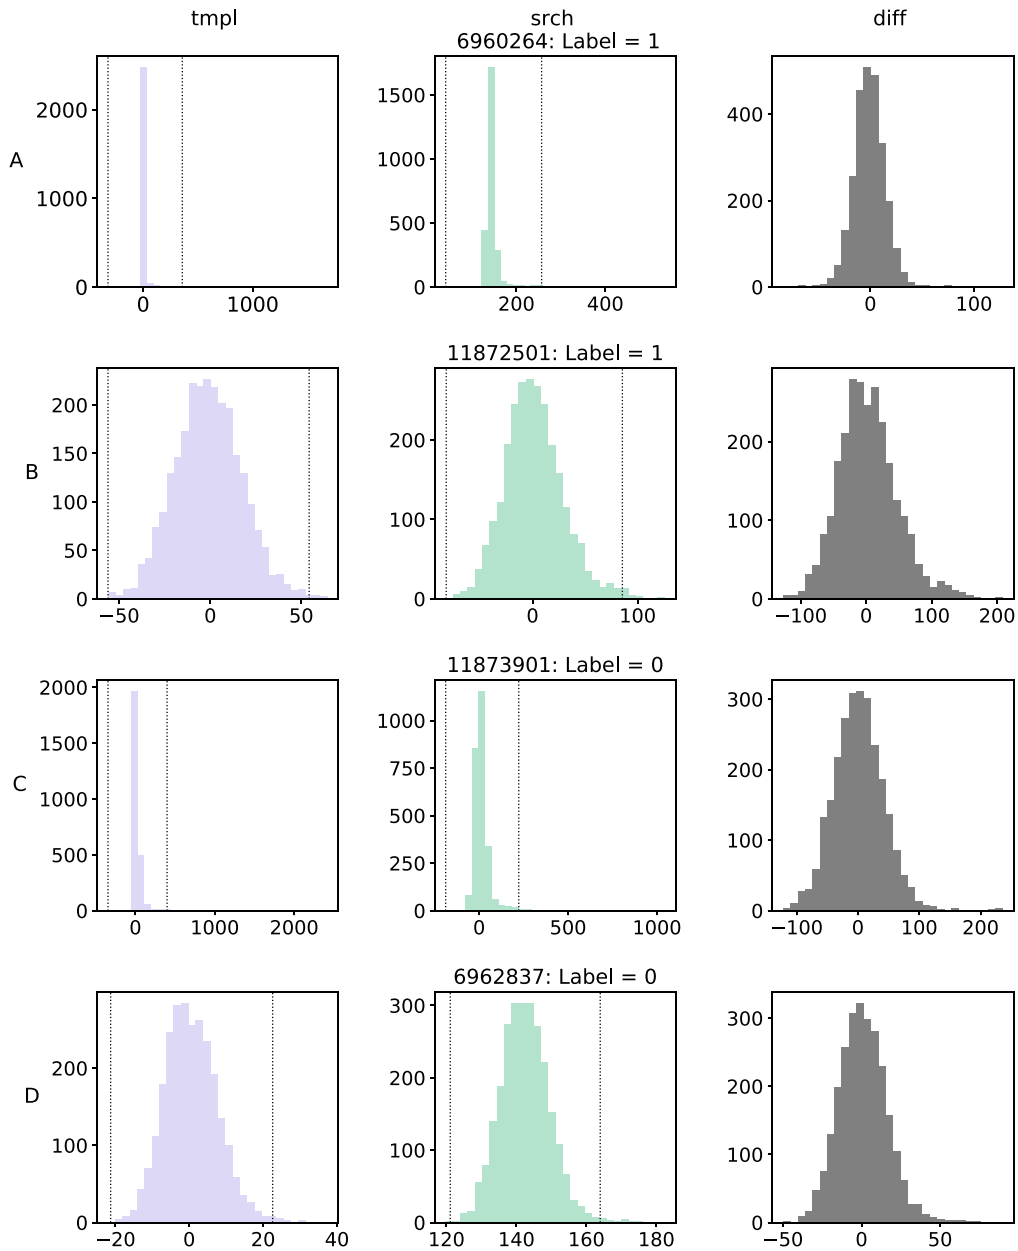 tmpl srch diff
6960264: Label = 1
A
2000
1000
0
0 1000
1500
1000
500
0
200 400
400
200
0
0 100
11872501: Label = 1
B
200
150
100
50
0
−50 0 50
200
100
0
0 100
200
100
0
−100 0 100 200
11873901: Label = 0
C
2000
1500
1000
500
0
0 1000 2000
1000
750
500
250
0
0 500 1000
300
200
100
0
−100 0 100 200
6962837: Label = 0
D
200
100
0
−20 0 20 40
300
200
100
0
120 140 160 180
300
200
100
0
−50 0 50